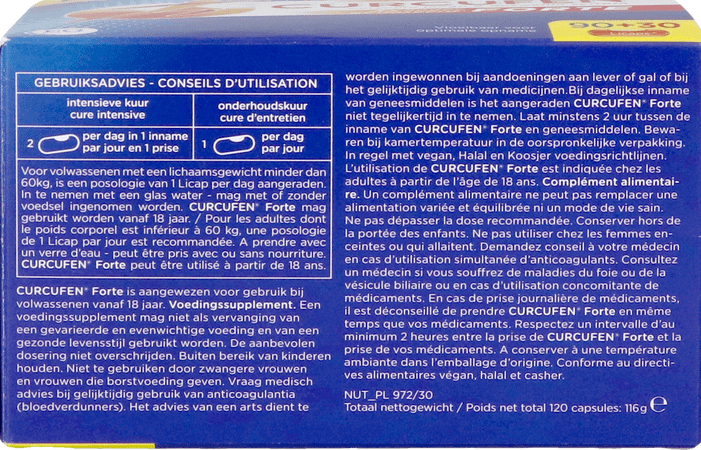 CURCUFEN
Vloeibaar voor
optimale opname
90+30
Licaps
GEBRUIKSADVIES - CONSEILS D'UTILISATION
intensieve kuur
cure intensive
onderhoudskuur
cure d'entretien
2 per dag in 1 inname
par jour en 1 prise
1 per dag
par jour
Voor volwassenen met een lichaamsgewicht minder dan
60kg, is een posologie van 1 Licap per dag aangeraden.
In te nemen met een glas water - mag met of zonder
voedsel ingenomen worden. CURCUFEN® Forte mag
gebruikt worden vanaf 18 jaar. / Pour les adultes dont
le poids corporel est inférieur à 60 kg, une posologie
de 1 Licap par jour est recommandée. A prendre avec
un verre d'eau - peut être pris avec ou sans nourriture.
CURCUFEN® Forte peut être utilisé à partir de 18 ans.
CURCUFEN® Forte is aangewezen voor gebruik bij
volwassenen vanaf 18 jaar. Voedingssupplement. Een
voedingssupplement mag niet als vervanging van
een gevarieerde en evenwichtige voeding en van een
gezonde levensstijl gebruikt worden. De aanbevolen
dosering niet overschrijden. Buiten bereik van kinderen
houden. Niet te gebruiken door zwangere vrouwen
en vrouwen die borstvoeding geven. Vraag medisch
advies bij gelijktijdig gebruik van anticoagulantia
(bloedverdunners). Het advies van een arts dient te
worden ingewonnen bij aandoeningen aan lever of gal of bij
het gelijktijdig gebruik van medicijnen.Bij dagelijkse inname
van geneesmiddelen is het aangeraden CURCUFEN® Forte
niet tegelijkertijd in te nemen. Laat minstens 2 uur tussen de
inname van CURCUFEN® Forte en geneesmiddelen. Bewa-
ren bij kamertemperatuur in de oorspronkelijke verpakking.
In regel met vegan, Halal en Koosjer voedingsrichtlijnen.
L'utilisation de CURCUFEN® Forte est indiquée chez les
adultes à partir de l'âge de 18 ans. Complément alimentai-
re. Un complément alimentaire ne peut pas remplacer une
alimentation variée et équilibrée ni un mode de vie sain.
Ne pas dépasser la dose recommandée. Conserver hors de
la portée des enfants. Ne pas utiliser chez les femmes en-
ceintes ou qui allaitent. Demandez conseil à votre médecin
en cas d'utilisation simultanée d'anticoagulants. Consultez
un médecin si vous souffrez de maladies du foie ou de la
vésicule biliaire ou en cas d'utilisation concomitante de
médicaments. En cas de prise journalière de médicaments,
il est déconseillé de prendre CURCUFEN® Forte en même
temps que vos médicaments. Respectez un intervalle d'au
minimum 2 heures entre la prise de CURCUFEN® Forte et la
prise de vos médicaments. A conserver à une température
ambiante dans l'emballage d'origine. Conforme au directi-
ves alimentaires végan, halal et casher.
NUT_PL 972/30
Totaal nettogewicht / Poids net total 120 capsules: 116g ℮